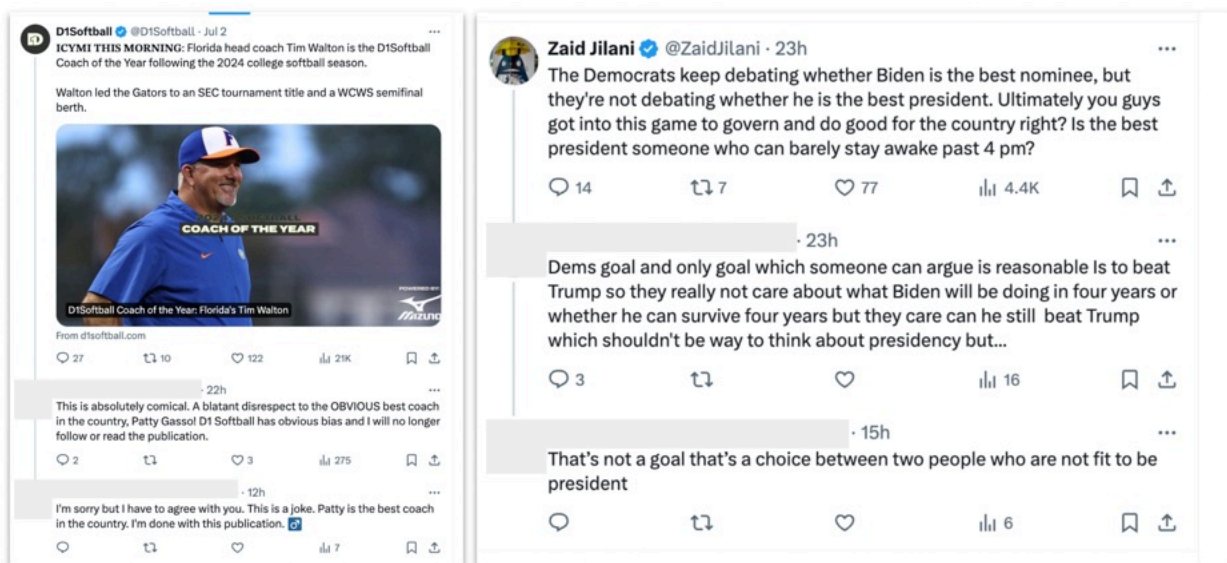 D1Softball @D1Softball · Jul 2
ICYMI THIS MORNING: Florida head coach Tim Walton is the D1Softball
Coach of the Year following the 2024 college softball season.
Walton led the Gators to an SEC tournament title and a WCWS semifinal
berth.
F
COACH OF THE YEAR
POWERED BY
MIZUNO
D1Softball Coach of the Year: Florida's Tim Walton
From d1softball.com
27 10 122 21K
· 22h
This is absolutely comical. A blatant disrespect to the OBVIOUS best coach
in the country, Patty Gasso! D1 Softball has obvious bias and I will no longer
follow or read the publication.
2 3 275
· 12h
I'm sorry but I have to agree with you. This is a joke. Patty is the best coach
in the country. I'm done with this publication. ♂
7
Zaid Jilani @ZaidJilani · 23h
The Democrats keep debating whether Biden is the best nominee, but
they're not debating whether he is the best president. Ultimately you guys
got into this game to govern and do good for the country right? Is the best
president someone who can barely stay awake past 4 pm?
14 7 77 4.4K
· 23h
Dems goal and only goal which someone can argue is reasonable Is to beat
Trump so they really not care about what Biden will be doing in four years or
whether he can survive four years but they care can he still beat Trump
which shouldn't be way to think about presidency but...
3 16
· 15h
That's not a goal that's a choice between two people who are not fit to be
president
6